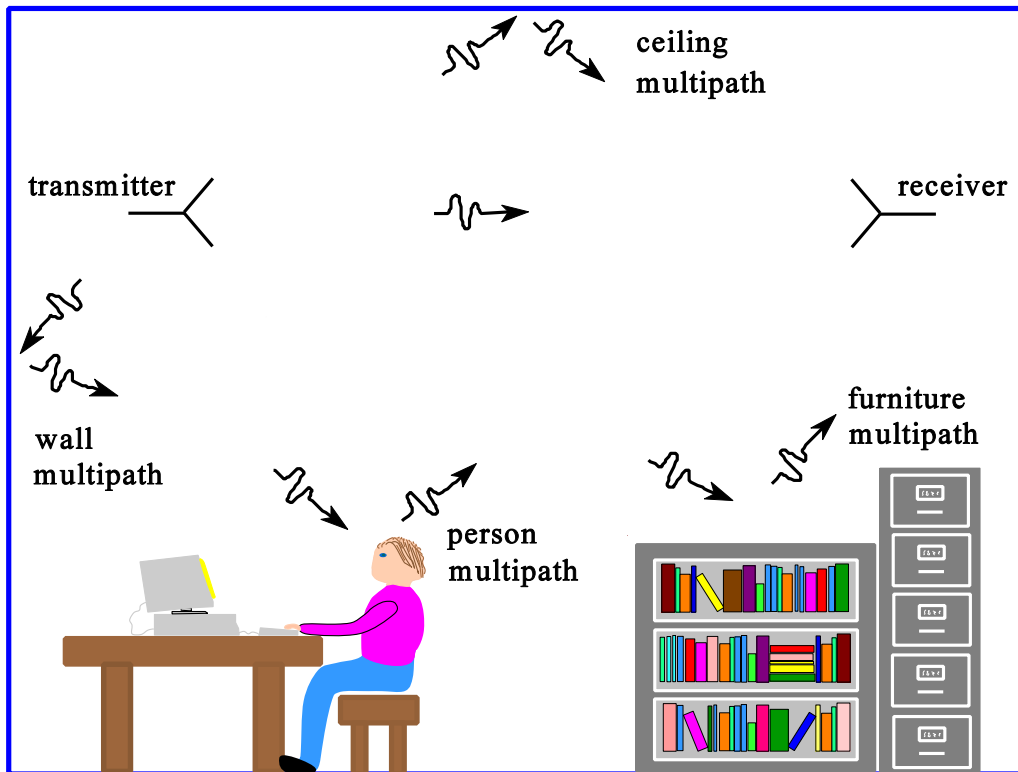 ceiling
multipath
transmitter
receiver
furniture
multipath
wall
multipath
person
multipath